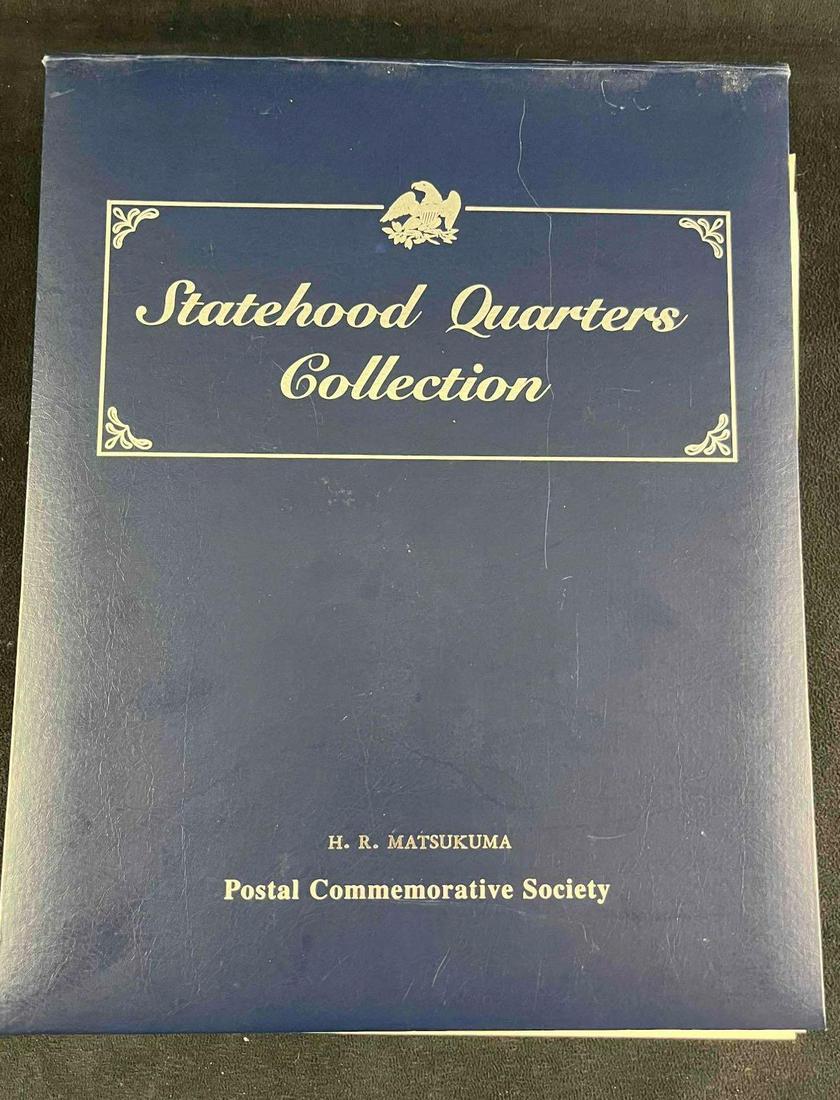 Statehood Quarters
Collection
H. R. MATSUKUMA
Postal Commemorative Society